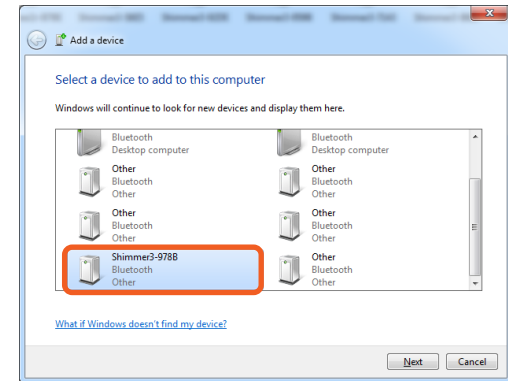 Add a device
Select a device to add to this computer
Windows will continue to look for new devices and display them here.
Bluetooth
Desktop computer
Bluetooth
Desktop computer
Other
Bluetooth
Other
Other
Bluetooth
Other
Other
Bluetooth
Other
Other
Bluetooth
Other
Shimmer3-978B
Bluetooth
Other
Other
Bluetooth
Other
What if Windows doesn't find my device?
Next Cancel